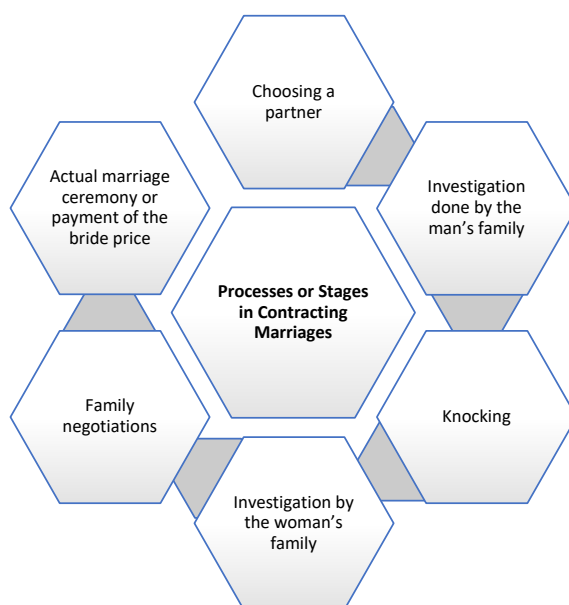 Choosing a
partner
Investigation
done by the
man’s family
Knocking
Investigation by
the woman’s
family
Family
negotiations
Actual marriage
ceremony or
payment of the
bride price
Processes or Stages
in Contracting
Marriages